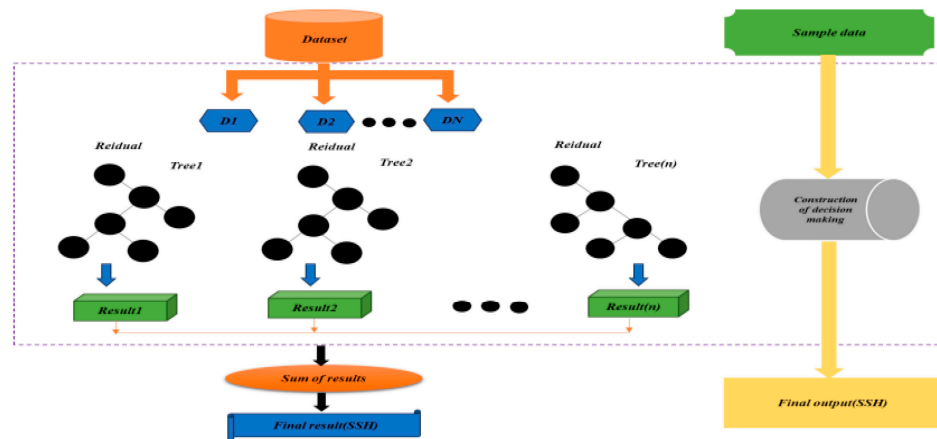 Dataset
Sample data
D1
D2
DN
Reidual
Tree1
Reidual
Tree2
Reidual
Tree(n)
Construction
of decision
making
Result1
Result2
Result(n)
Sum of results
Final result(SSH)
Final output(SSH)